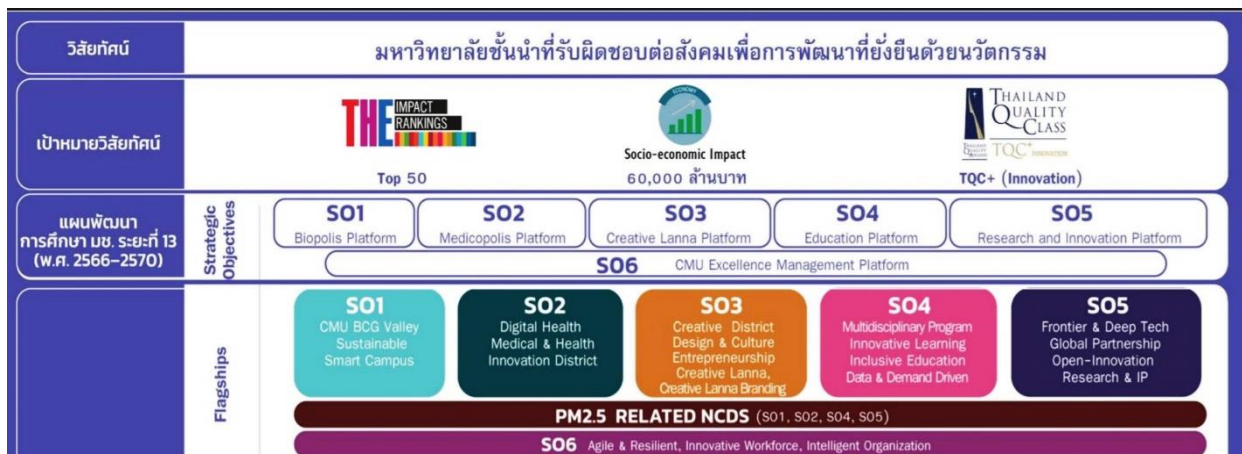 วิสัยทัศน์
มหาวิทยาลัยชั้นนำที่รับผิดชอบต่อสังคมเพื่อการพัฒนาที่ยั่งยืนด้วยนวัตกรรม
เป้าหมายวิสัยทัศน์
THE IMPACT RANKINGS
Top 50
ECONOMY
Socio-economic Impact
60,000 ล้านบาท
THAILAND
QUALITY
CLASS
TQC+ INNOVATION
TQC+ (Innovation)
แผนพัฒนา
การศึกษา มช. ระยะที่ 13
(พ.ศ. 2566–2570)
Strategic
Objectives
SO1
Biopolis Platform
SO2
Medicopolis Platform
SO3
Creative Lanna Platform
SO4
Education Platform
SO5
Research and Innovation Platform
SO6 CMU Excellence Management Platform
Flagships
SO1
CMU BCG Valley
Sustainable
Smart Campus
SO2
Digital Health
Medical & Health
Innovation District
SO3
Creative District
Design & Culture
Entrepreneurship
Creative Lanna,
Creative Lanna Branding
SO4
Multidisciplinary Program
Innovative Learning
Inclusive Education
Data & Demand Driven
SO5
Frontier & Deep Tech
Global Partnership
Open-Innovation
Research & IP
PM2.5 RELATED NCDS (SO1, SO2, SO4, SO5)
SO6 Agile & Resilient, Innovative Workforce, Intelligent Organization